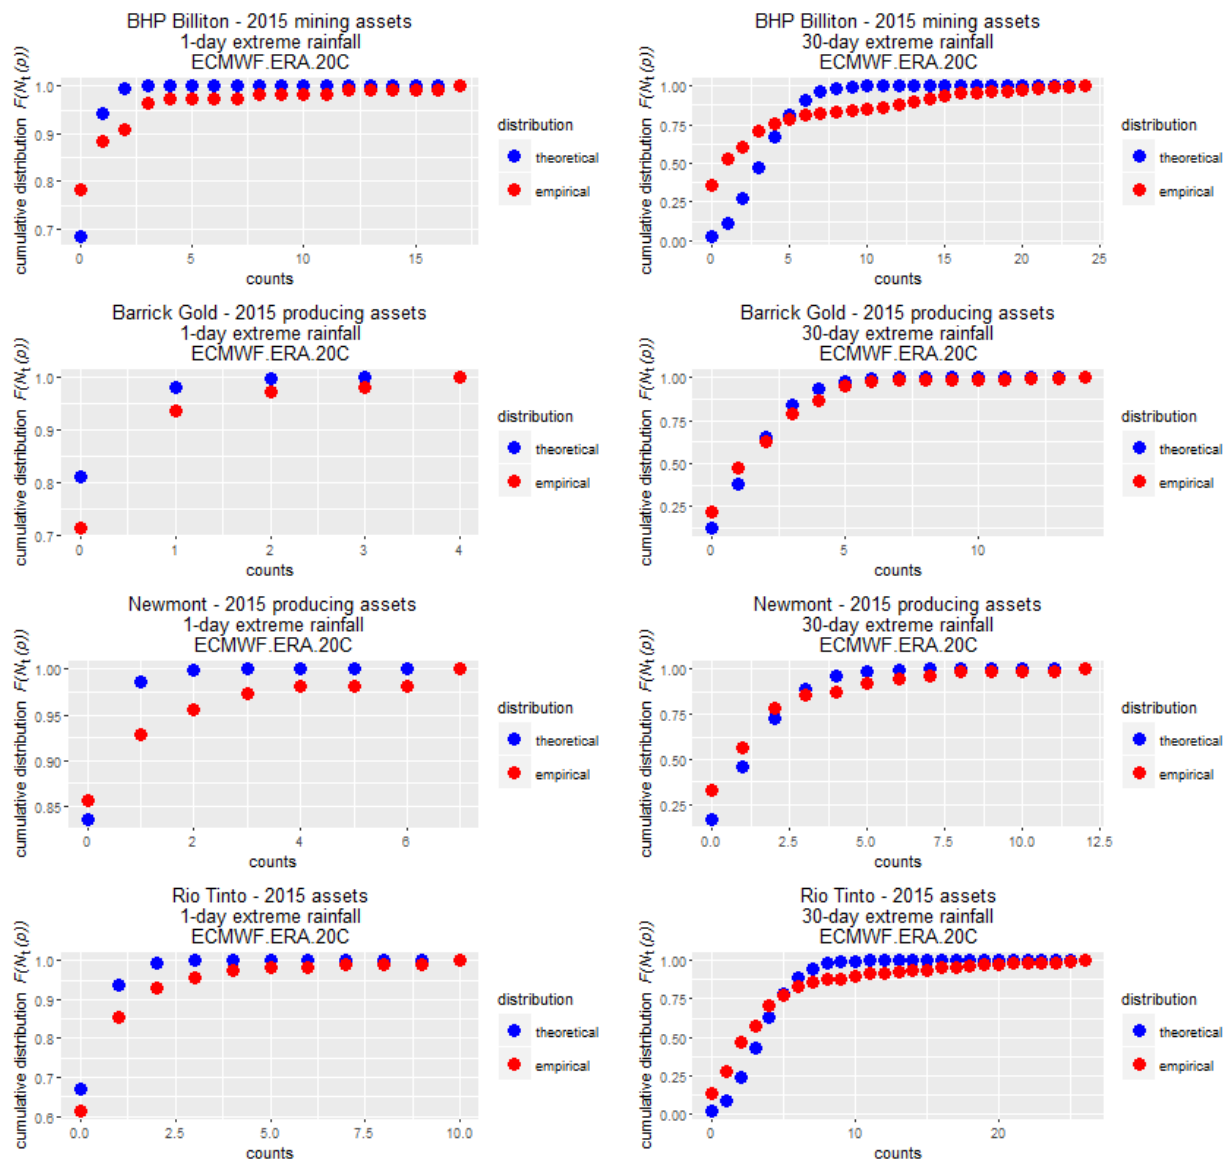 BHP Billiton - 2015 mining assets
1-day extreme rainfall
ECMWF.ERA.20C
cumulative distribution F(Nt(ρ))
1.0
0.9
0.8
0.7
0
5
10
15
counts
distribution
theoretical
empirical
BHP Billiton - 2015 mining assets
30-day extreme rainfall
ECMWF.ERA.20C
cumulative distribution F(Nt(ρ))
1.00
0.75
0.50
0.25
0.00
0
5
10
15
20
25
counts
distribution
theoretical
empirical
Barrick Gold - 2015 producing assets
1-day extreme rainfall
ECMWF.ERA.20C
cumulative distribution F(Nt(ρ))
1.0
0.9
0.8
0.7
0
1
2
3
4
counts
distribution
theoretical
empirical
Barrick Gold - 2015 producing assets
30-day extreme rainfall
ECMWF.ERA.20C
cumulative distribution F(Nt(ρ))
1.00
0.75
0.50
0.25
0
5
10
counts
distribution
theoretical
empirical
Newmont - 2015 producing assets
1-day extreme rainfall
ECMWF.ERA.20C
cumulative distribution F(Nt(ρ))
1.00
0.95
0.90
0.85
0
2
4
6
counts
distribution
theoretical
empirical
Newmont - 2015 producing assets
30-day extreme rainfall
ECMWF.ERA.20C
cumulative distribution F(Nt(ρ))
1.00
0.75
0.50
0.25
0.0
2.5
5.0
7.5
10.0
12.5
counts
distribution
theoretical
empirical
Rio Tinto - 2015 assets
1-day extreme rainfall
ECMWF.ERA.20C
cumulative distribution F(Nt(ρ))
1.0
0.9
0.8
0.7
0.6
0.0
2.5
5.0
7.5
10.0
counts
distribution
theoretical
empirical
Rio Tinto - 2015 assets
30-day extreme rainfall
ECMWF.ERA.20C
cumulative distribution F(Nt(ρ))
1.00
0.75
0.50
0.25
0.00
0
10
20
counts
distribution
theoretical
empirical